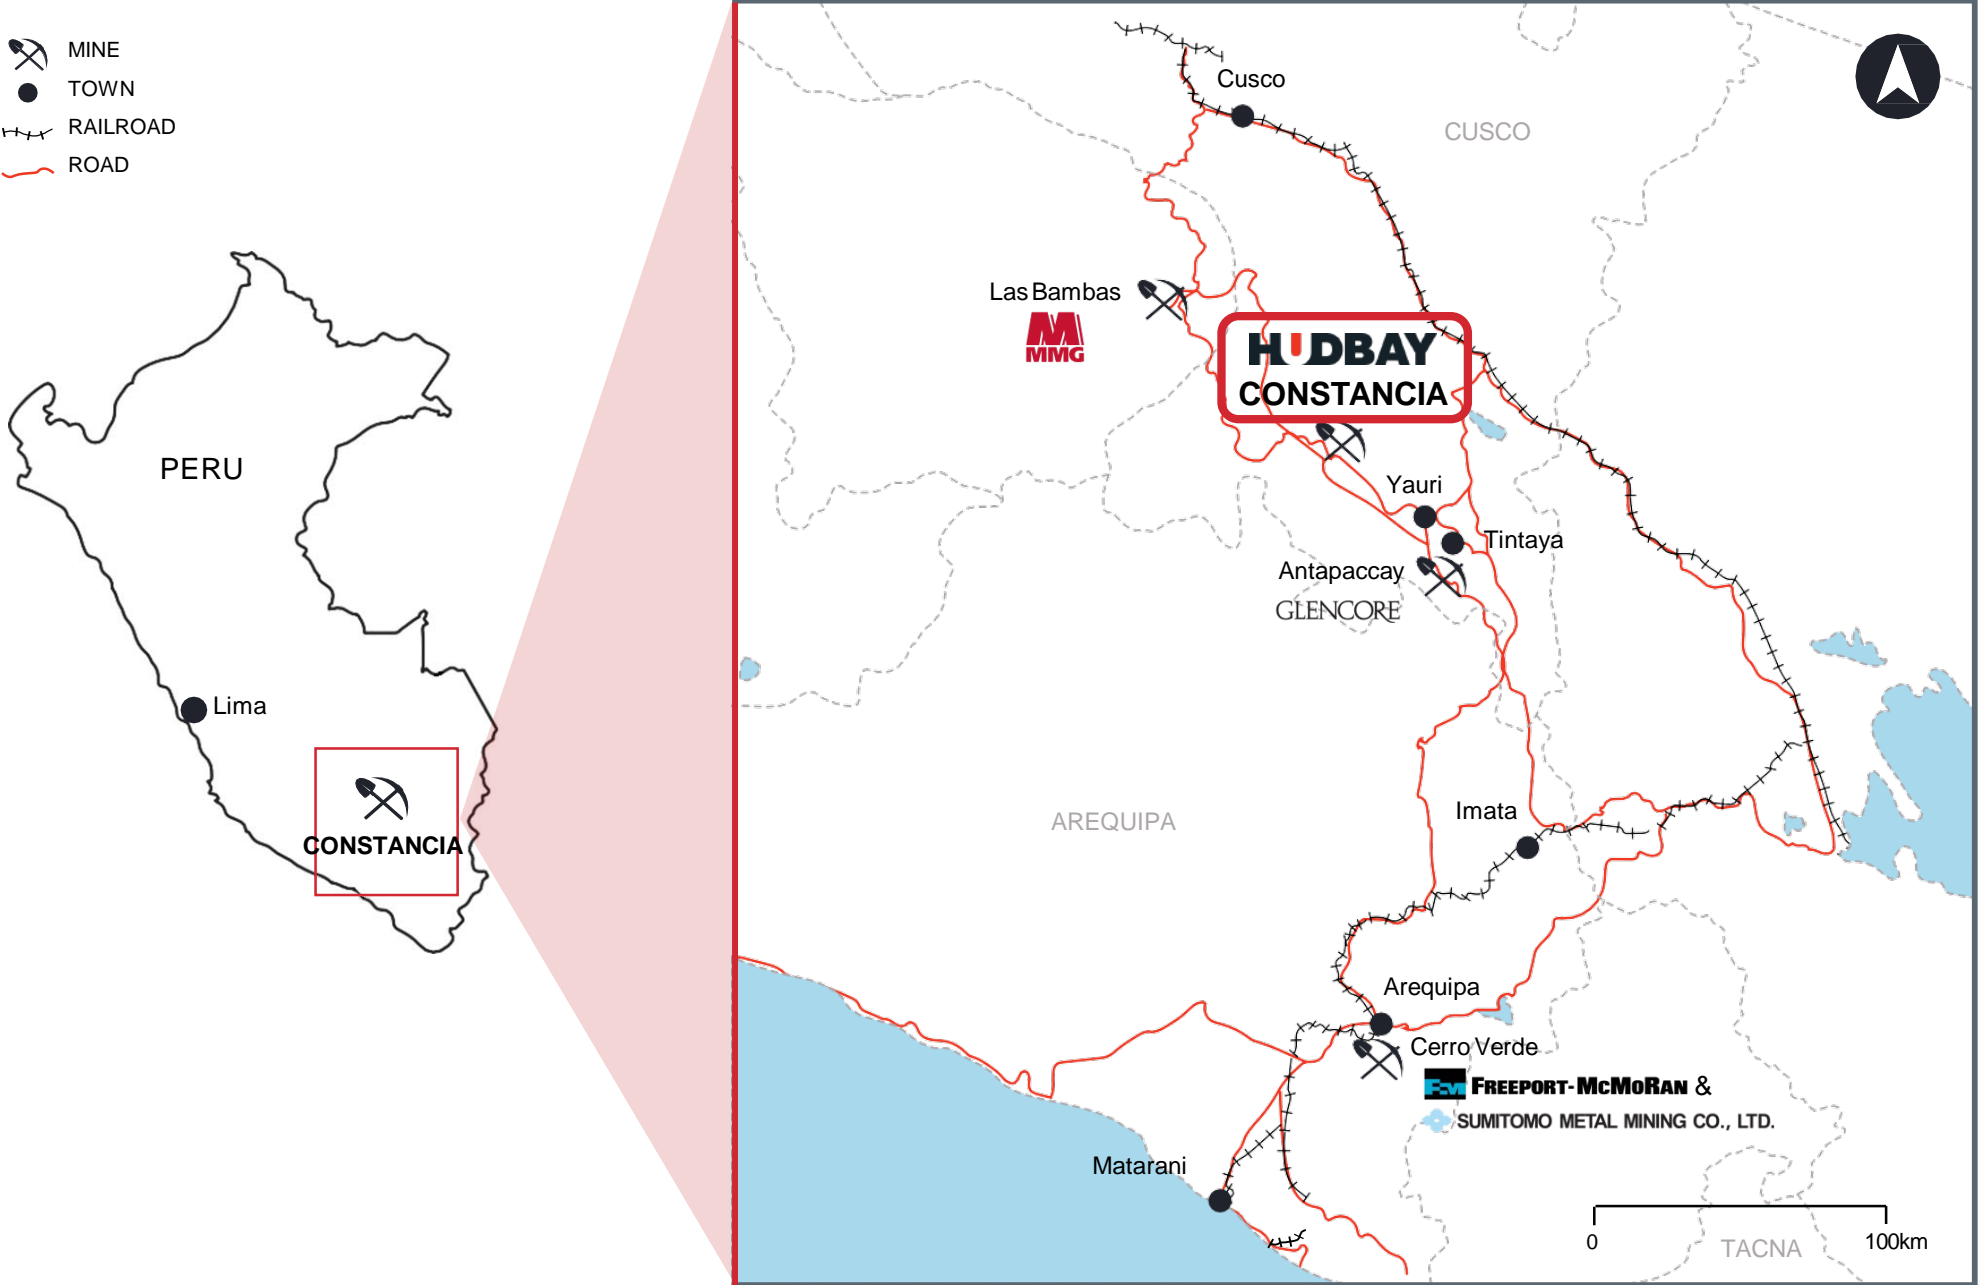 MINE
TOWN
RAILROAD
ROAD
PERU
Lima
CONSTANCIA
Cusco
CUSCO
Las Bambas
MMG
HUDBAY
CONSTANCIA
Yauri
Tintaya
Antapaccay
GLENCORE
Imata
AREQUIPA
Arequipa
Cerro Verde
FM FREEPORT-McMoRAN &
SUMITOMO METAL MINING CO., LTD.
Matarani
0 100km
TACNA